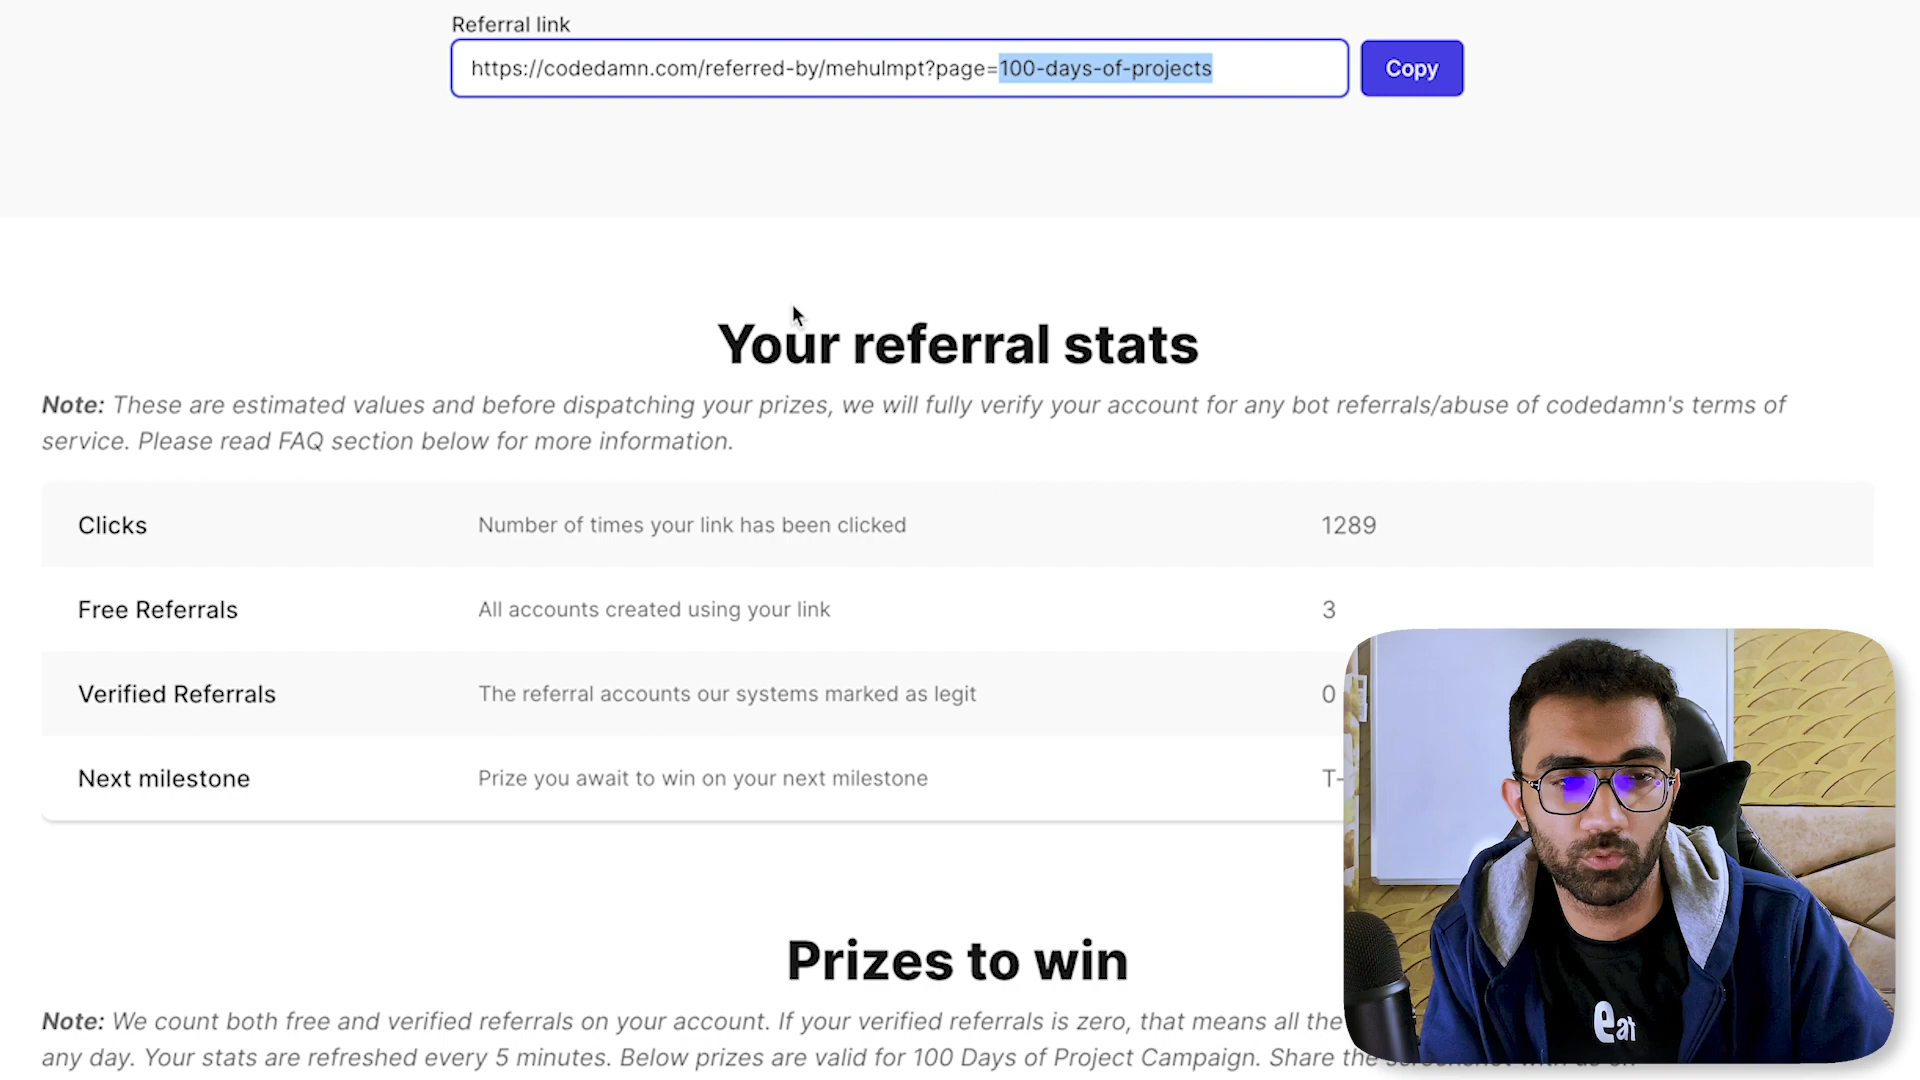 Referral link
https://codedamn.com/referred-by/mehulmpt?page=100-days-of-projects
Copy
Your referral stats
Note: These are estimated values and before dispatching your prizes, we will fully verify your account for any bot referrals/abuse of codedamn's terms of
service. Please read FAQ section below for more information.
Clicks Number of times your link has been clicked 1289
Free Referrals All accounts created using your link 3
Verified Referrals The referral accounts our systems marked as legit 0
Next milestone Prize you await to win on your next milestone T-
Prizes to win
Note: We count both free and verified referrals on your account. If your verified referrals is zero, that means all the
any day. Your stats are refreshed every 5 minutes. Below prizes are valid for 100 Days of Project Campaign. Share the
eat